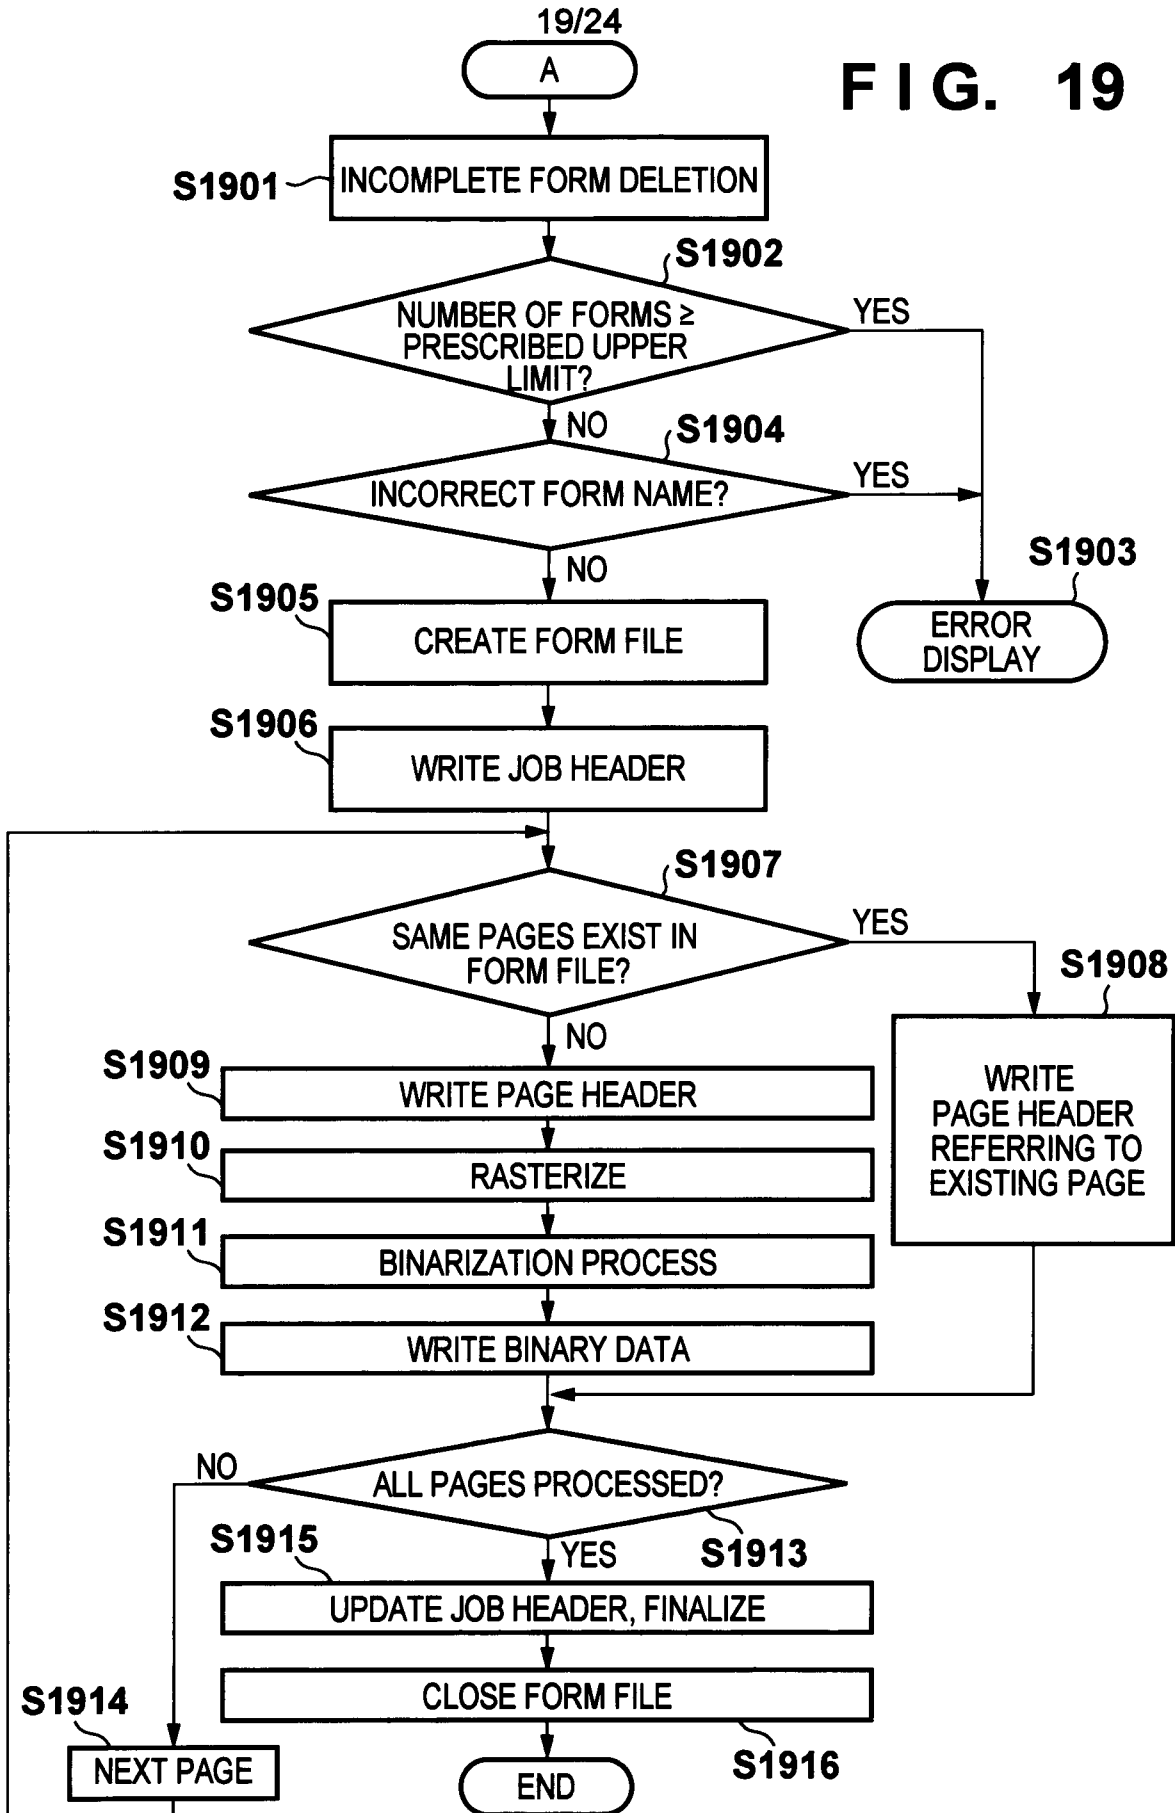 19/24
FIG. 19
A
S1901
INCOMPLETE FORM DELETION
S1902
NUMBER OF FORMS ≥
PRESCRIBED UPPER
LIMIT?
YES
NO
S1904
INCORRECT FORM NAME?
YES
NO
S1903
ERROR
DISPLAY
S1905
CREATE FORM FILE
S1906
WRITE JOB HEADER
S1907
SAME PAGES EXIST IN
FORM FILE?
YES
NO
S1908
WRITE
PAGE HEADER
REFERRING TO
EXISTING PAGE
S1909
WRITE PAGE HEADER
S1910
RASTERIZE
S1911
BINARIZATION PROCESS
S1912
WRITE BINARY DATA
NO
ALL PAGES PROCESSED?
S1913
YES
S1915
UPDATE JOB HEADER, FINALIZE
CLOSE FORM FILE
S1916
S1914
NEXT PAGE
END